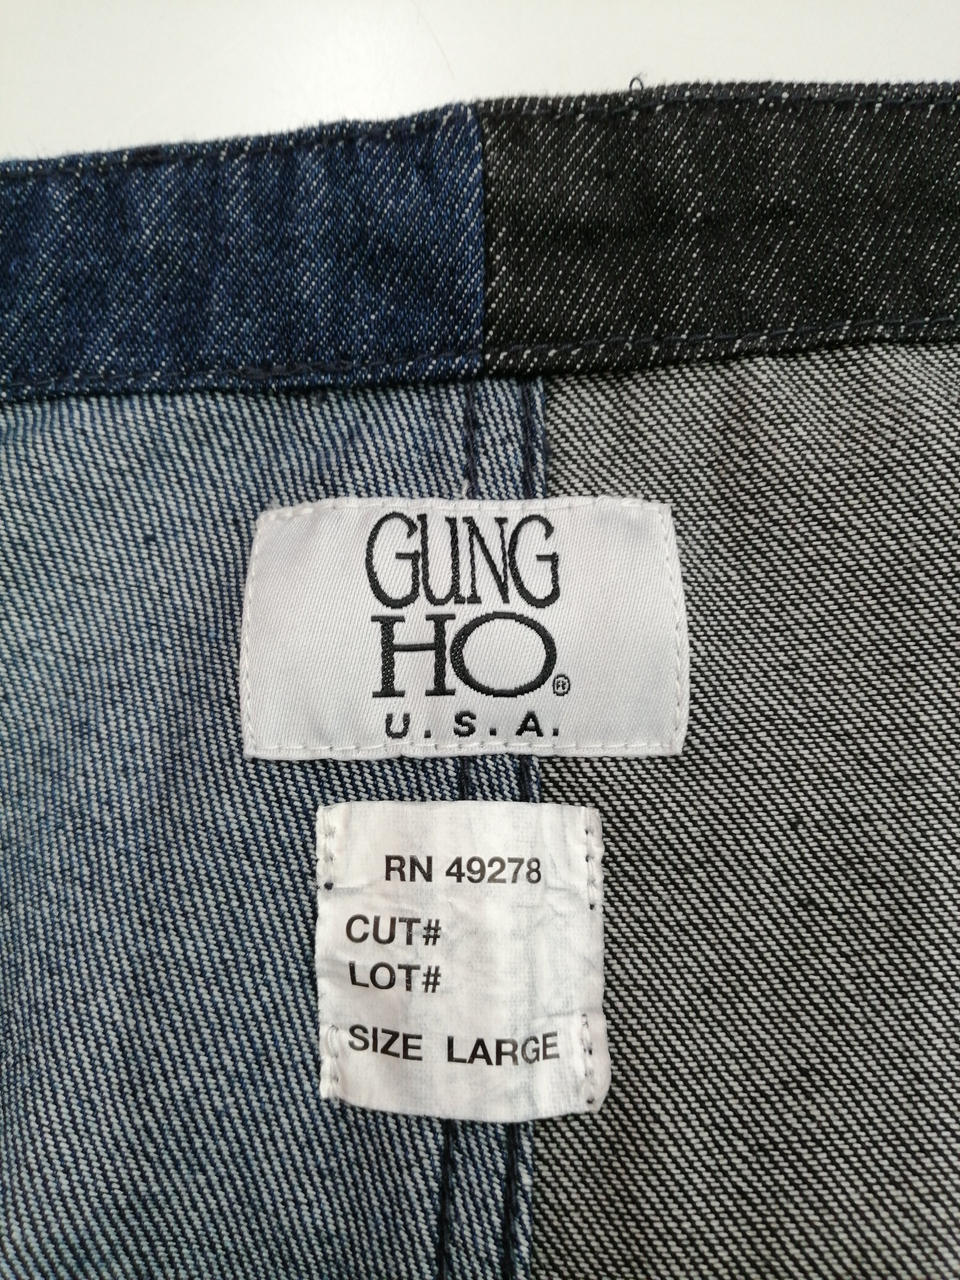 GUNG
HO®
U.S.A.
RN 49278
CUT#
LOT#
SIZE LARGE